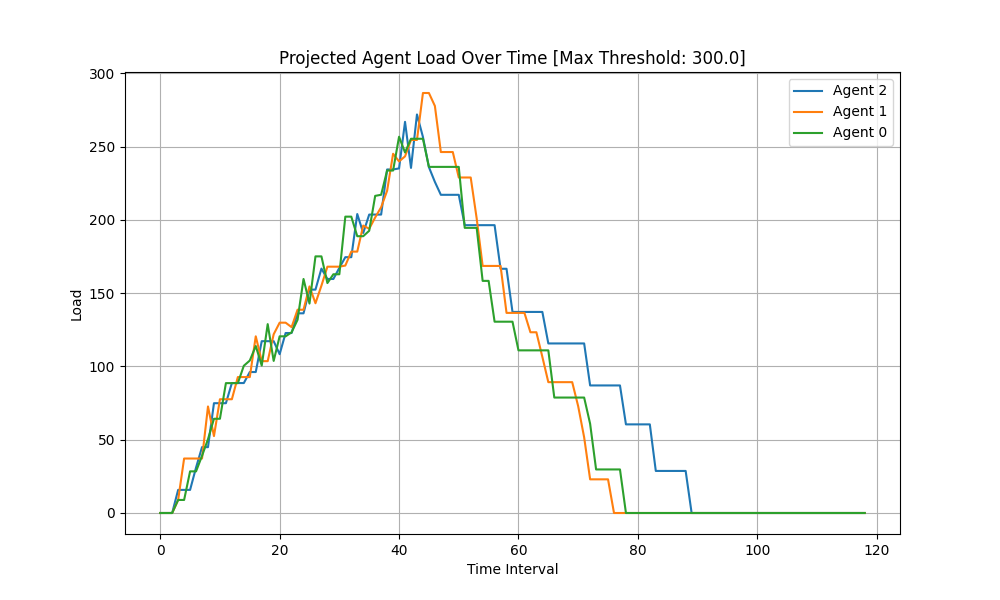 Projected Agent Load Over Time [Max Threshold: 300.0]
300
250
200
150
100
50
0
Load
Agent 2
Agent 1
Agent 0
0 20 40 60 80 100 120
Time Interval